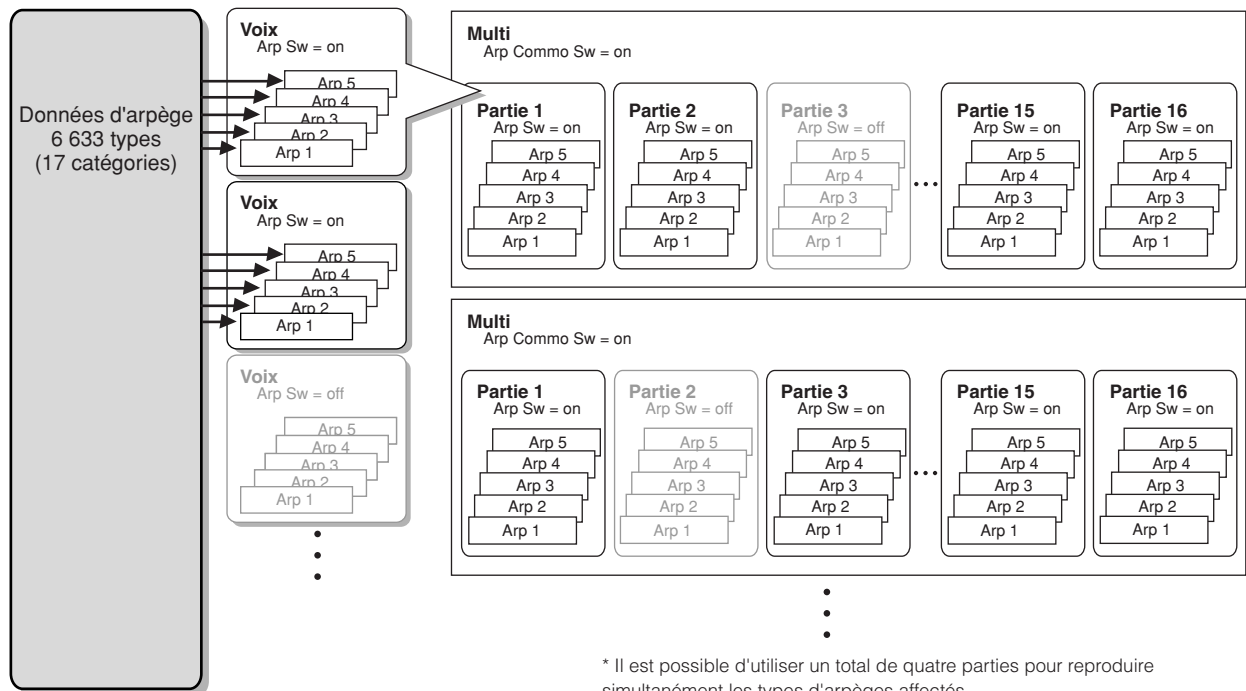 Données d'arpège
6 633 types
(17 catégories)
Voix
Arp Sw = on
Arp 5
Arp 4
Arp 3
Arp 2
Arp 1
Voix
Arp Sw = on
Arp 5
Arp 4
Arp 3
Arp 2
Arp 1
Voix
Arp Sw = off
Arp 5
Arp 4
Arp 3
Arp 2
Arp 1
Multi
Arp Commo Sw = on
Partie 1
Arp Sw = on
Arp 5
Arp 4
Arp 3
Arp 2
Arp 1
Partie 2
Arp Sw = on
Arp 5
Arp 4
Arp 3
Arp 2
Arp 1
Partie 3
Arp Sw = off
Arp 5
Arp 4
Arp 3
Arp 2
Arp 1
Partie 15
Arp Sw = on
Arp 5
Arp 4
Arp 3
Arp 2
Arp 1
Partie 16
Arp Sw = on
Arp 5
Arp 4
Arp 3
Arp 2
Arp 1
Multi
Arp Commo Sw = on
Partie 1
Arp Sw = on
Arp 5
Arp 4
Arp 3
Arp 2
Arp 1
Partie 2
Arp Sw = off
Arp 5
Arp 4
Arp 3
Arp 2
Arp 1
Partie 3
Arp Sw = on
Arp 5
Arp 4
Arp 3
Arp 2
Arp 1
Partie 15
Arp Sw = on
Arp 5
Arp 4
Arp 3
Arp 2
Arp 1
Partie 16
Arp Sw = on
Arp 5
Arp 4
Arp 3
Arp 2
Arp 1
* Il est possible d'utiliser un total de quatre parties pour reproduire
simultanément les types d'arpèges affectés